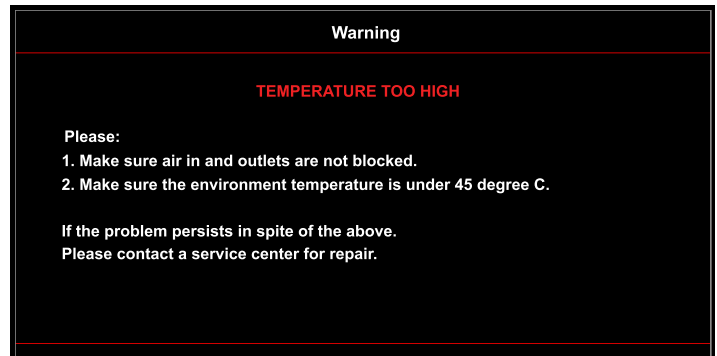 Warning
TEMPERATURE TOO HIGH
Please:
1. Make sure air in and outlets are not blocked.
2. Make sure the environment temperature is under 45 degree C.
If the problem persists in spite of the above.
Please contact a service center for repair.